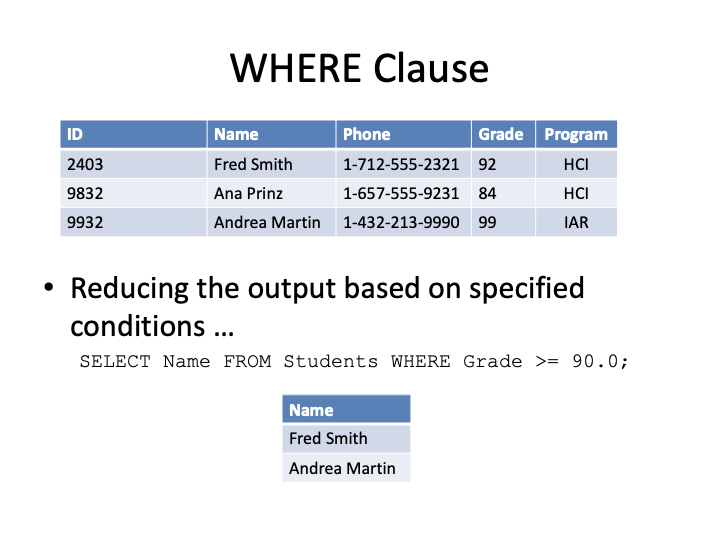 WHERE Clause
ID Name Phone Grade Program
2403 Fred Smith 1-712-555-2321 92 HCI
9832 Ana Prinz 1-657-555-9231 84 HCI
9932 Andrea Martin 1-432-213-9990 99 IAR
• Reducing the output based on specified
conditions …
SELECT Name FROM Students WHERE Grade >= 90.0;
Name
Fred Smith
Andrea Martin